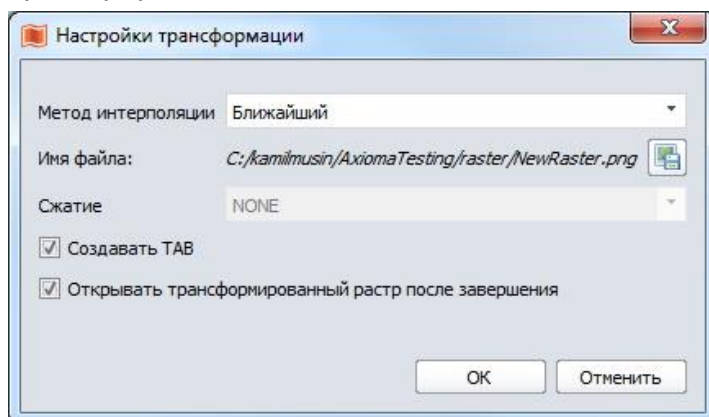 Настройки трансформации
Метод интерполяции Ближайший
Имя файла: C:/kamilmusin/AxiomaTesting/raster/NewRaster.png
Сжатие NONE
Создавать TAB
Открывать трансформированный растр после завершения
ОК Отменить